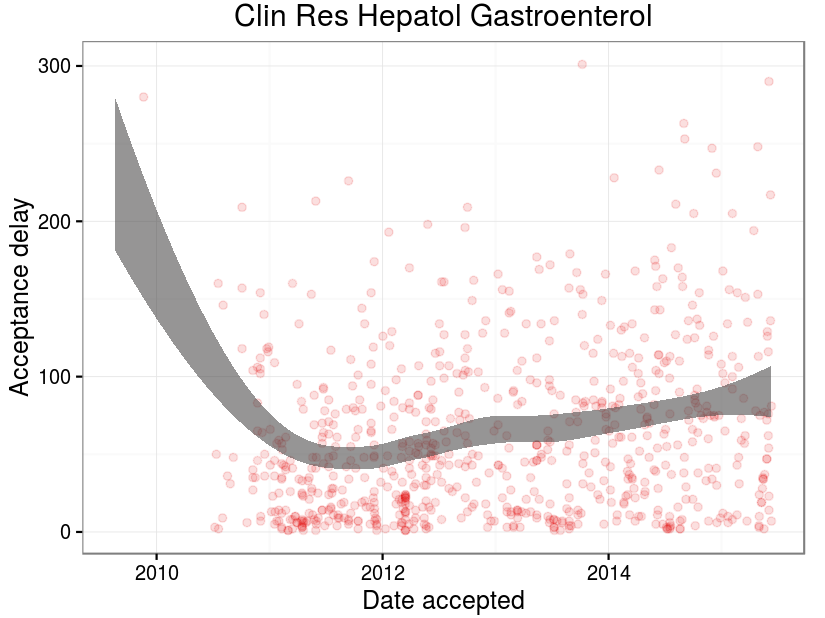 Clin Res Hepatol Gastroenterol
Acceptance delay
300
200
100
0
2010 2012 2014
Date accepted